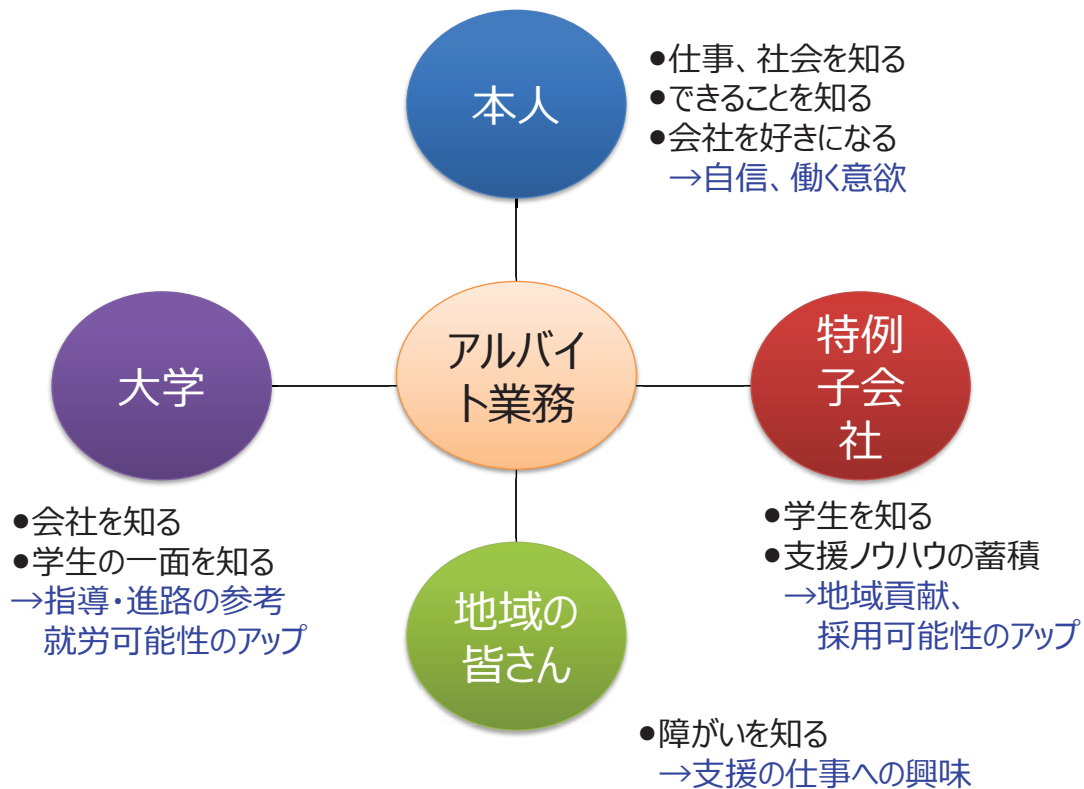 本人
●仕事、社会を知る
●できることを知る
●会社を好きになる
→自信、働く意欲
アルバイ
ト業務
大学
●会社を知る
●学生の一面を知る
→指導・進路の参考
就労可能性のアップ
特例
子会
社
●学生を知る
●支援ノウハウの蓄積
→地域貢献、
採用可能性のアップ
地域の
皆さん
●障がいを知る
→支援の仕事への興味